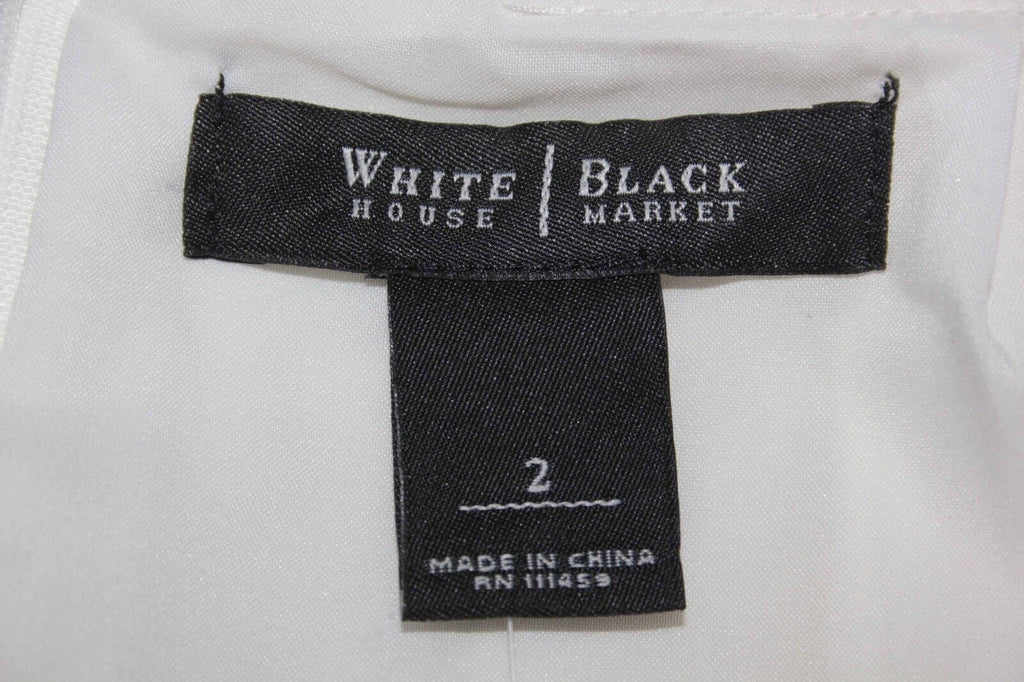 WHITE | BLACK
HOUSE | MARKET
2
MADE IN CHINA
RN 111459